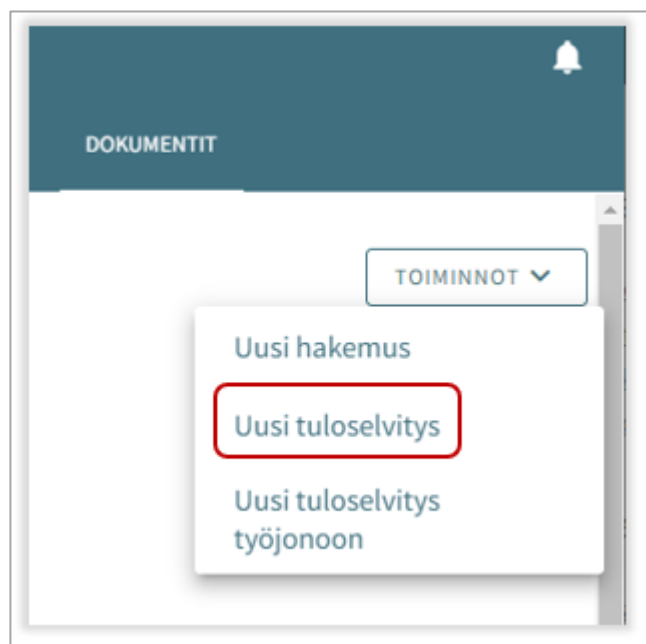 DOKUMENTIT
TOIMINNOT
Uusi hakemus
Uusi tuloselvitys
Uusi tuloselvitys
työjonoon